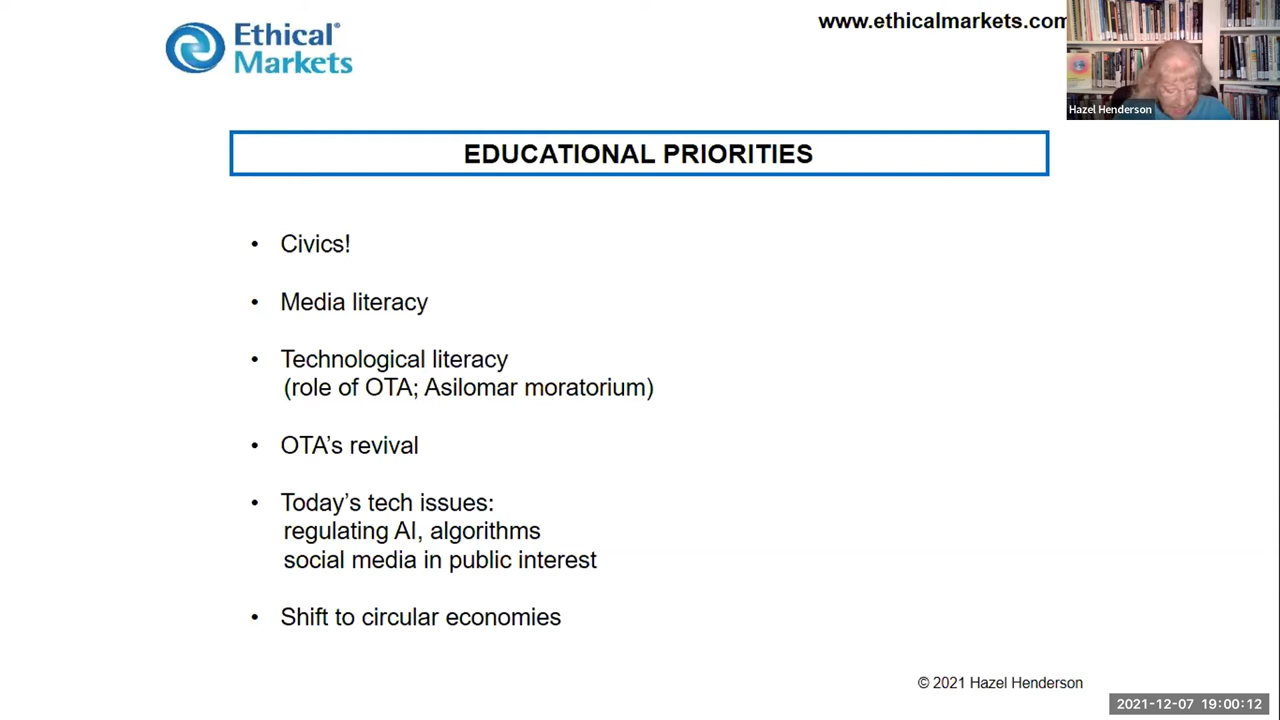 Ethical®
Markets
www.ethicalmarkets.com
Hazel Henderson
EDUCATIONAL PRIORITIES
• Civics!
• Media literacy
• Technological literacy
(role of OTA; Asilomar moratorium)
• OTA’s revival
• Today’s tech issues:
regulating AI, algorithms
social media in public interest
• Shift to circular economies
© 2021 Hazel Henderson
2021-12-07 19:00:12